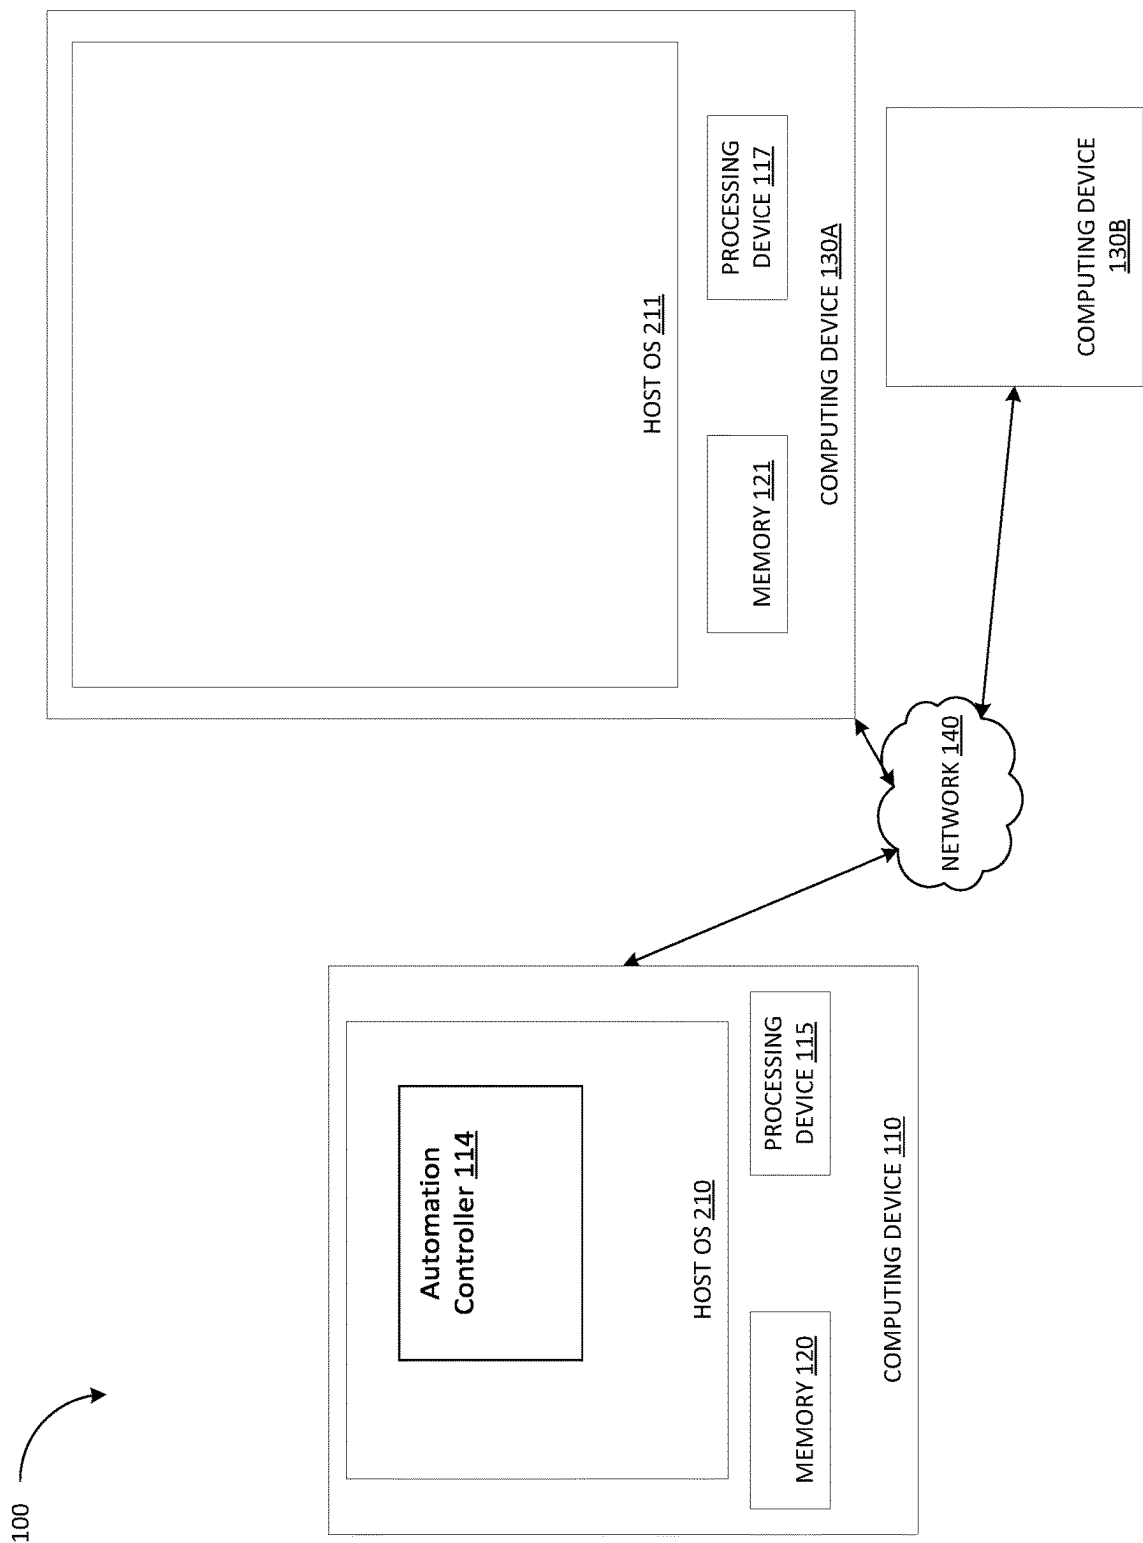 100
Automation
Controller 114
HOST OS 210
MEMORY 120
PROCESSING
DEVICE 115
COMPUTING DEVICE 110
NETWORK 140
HOST OS 211
MEMORY 121
PROCESSING
DEVICE 117
COMPUTING DEVICE 130A
COMPUTING DEVICE
130B